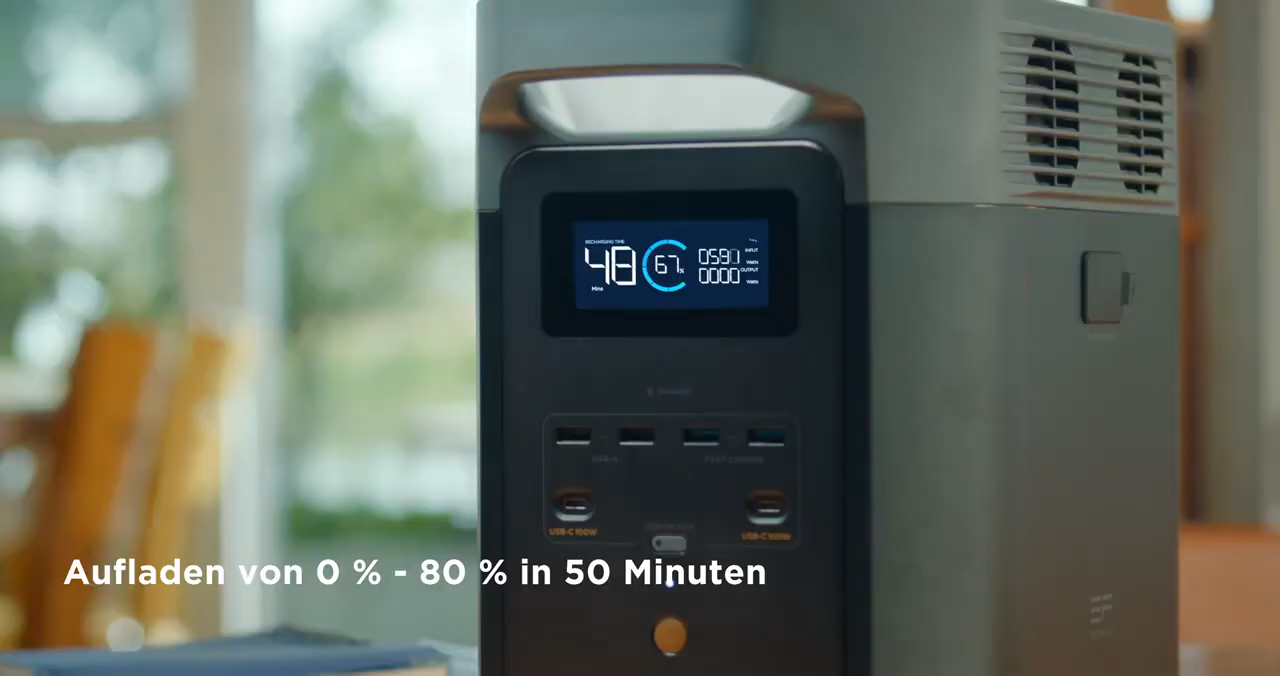 RECHARGING TIME
48
Mins
67%
INPUT
Watts
0000
OUTPUT
Watts
USB-C 100W
USB-C 100W
Aufladen von 0 % - 80 % in 50 Minuten